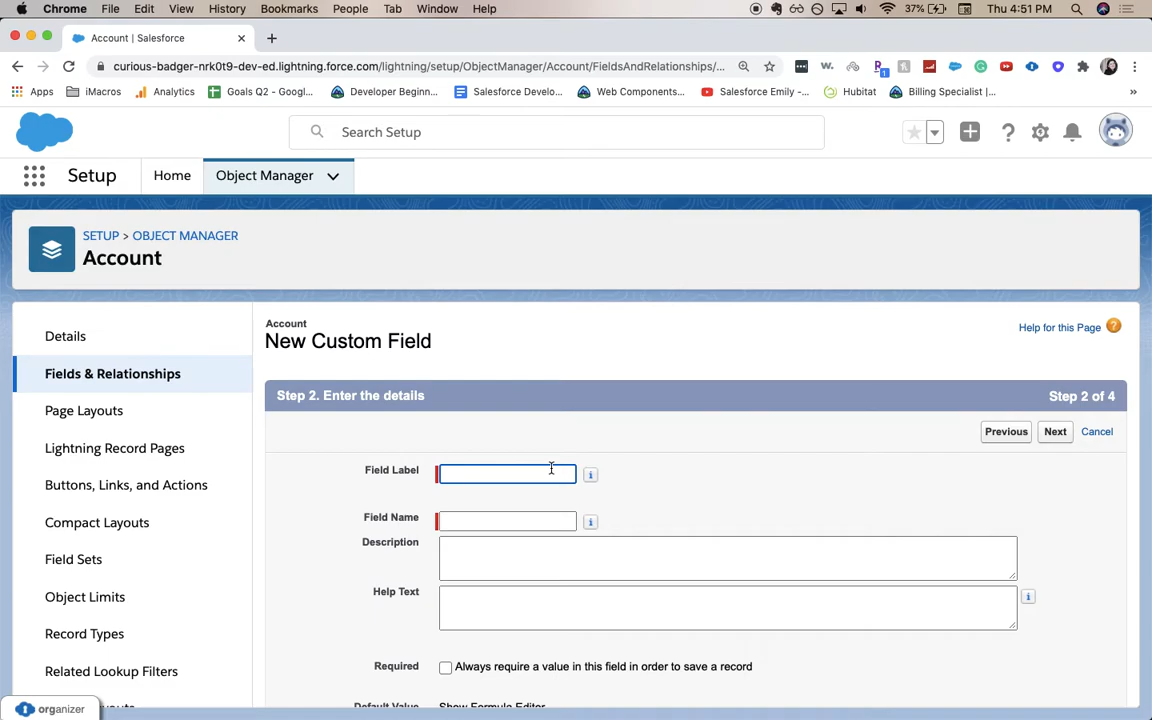 Chrome File Edit View History Bookmarks People Tab Window Help 37% Thu 4:51 PM
Account | Salesforce
curious-badger-nrk0t9-dev-ed.lightning.force.com/lightning/setup/ObjectManager/Account/FieldsAndRelationships/...
Apps iMacros Analytics Goals Q2 - Googl... Developer Beginn... Salesforce Develo... Web Components... Salesforce Emily -... Hubitat Billing Specialist |... »
Search Setup
Setup Home Object Manager
SETUP > OBJECT MANAGER
Account
Details
Fields & Relationships
Page Layouts
Lightning Record Pages
Buttons, Links, and Actions
Compact Layouts
Field Sets
Object Limits
Record Types
Related Lookup Filters
organizer
Account
New Custom Field
Help for this Page ?
Step 2. Enter the details Step 2 of 4
Previous Next Cancel
Field Label
Field Name
Description
Help Text
Required Always require a value in this field in order to save a record
Default Value Show Formula Editor